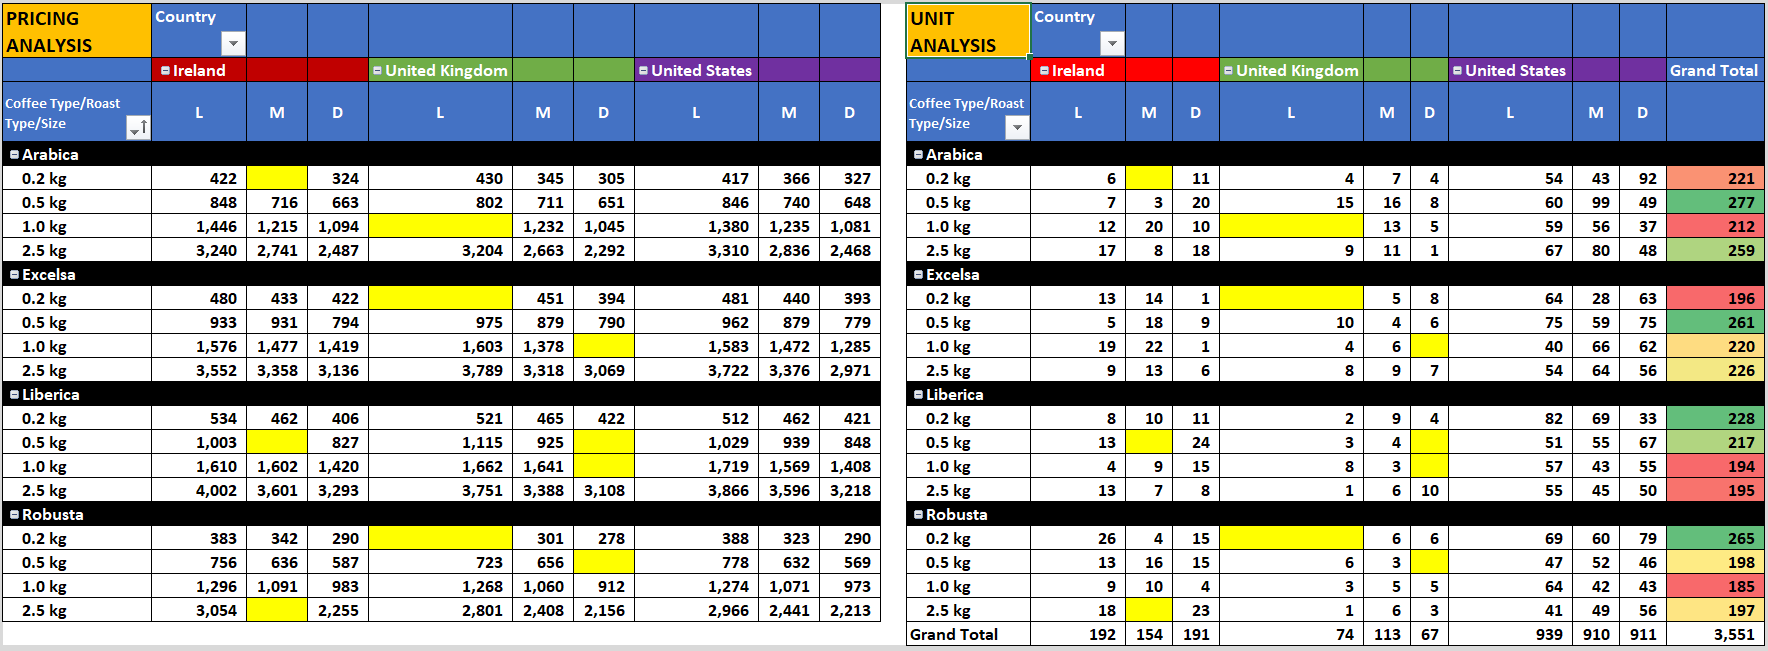 PRICING ANALYSIS Country
Ireland United Kingdom United States
Coffee Type/Roast Type/Size L M D L M D L M D
Arabica
0.2 kg 422 324 430 345 305 417 366 327
0.5 kg 848 716 663 802 711 651 846 740 648
1.0 kg 1,446 1,215 1,094 1,232 1,045 1,380 1,235 1,081
2.5 kg 3,240 2,741 2,487 3,204 2,663 2,292 3,310 2,836 2,468
Excelsa
0.2 kg 480 433 422 451 394 481 440 393
0.5 kg 933 931 794 975 879 790 962 879 779
1.0 kg 1,576 1,477 1,419 1,603 1,378 1,583 1,472 1,285
2.5 kg 3,552 3,358 3,136 3,789 3,318 3,069 3,722 3,376 2,971
Liberica
0.2 kg 534 462 406 521 465 422 512 462 421
0.5 kg 1,003 827 1,115 925 1,029 939 848
1.0 kg 1,610 1,602 1,420 1,662 1,641 1,719 1,569 1,408
2.5 kg 4,002 3,601 3,293 3,751 3,388 3,108 3,866 3,596 3,218
Robusta
0.2 kg 383 342 290 301 278 388 323 290
0.5 kg 756 636 587 723 656 778 632 569
1.0 kg 1,296 1,091 983 1,268 1,060 912 1,274 1,071 973
2.5 kg 3,054 2,255 2,801 2,408 2,156 2,966 2,441 2,213
UNIT ANALYSIS Country
Ireland United Kingdom United States Grand Total
Coffee Type/Roast Type/Size L M D L M D L M D
Arabica
0.2 kg 6 11 4 7 4 54 43 92 221
0.5 kg 7 3 20 15 16 8 60 99 49 277
1.0 kg 12 20 10 13 5 59 56 37 212
2.5 kg 17 8 18 9 11 1 67 80 48 259
Excelsa
0.2 kg 13 14 1 5 8 64 28 63 196
0.5 kg 5 18 9 10 4 6 75 59 75 261
1.0 kg 19 22 1 4 6 40 66 62 220
2.5 kg 9 13 6 8 9 7 54 64 56 226
Liberica
0.2 kg 8 10 11 2 9 4 82 69 33 228
0.5 kg 13 24 3 4 51 55 67 217
1.0 kg 4 9 15 8 3 57 43 55 194
2.5 kg 13 7 8 1 6 10 55 45 50 195
Robusta
0.2 kg 26 4 15 6 6 69 60 79 265
0.5 kg 13 16 15 6 3 47 52 46 198
1.0 kg 9 10 4 3 5 5 64 42 43 185
2.5 kg 18 23 1 6 3 41 49 56 197
Grand Total 192 154 191 74 113 67 939 910 911 3,551